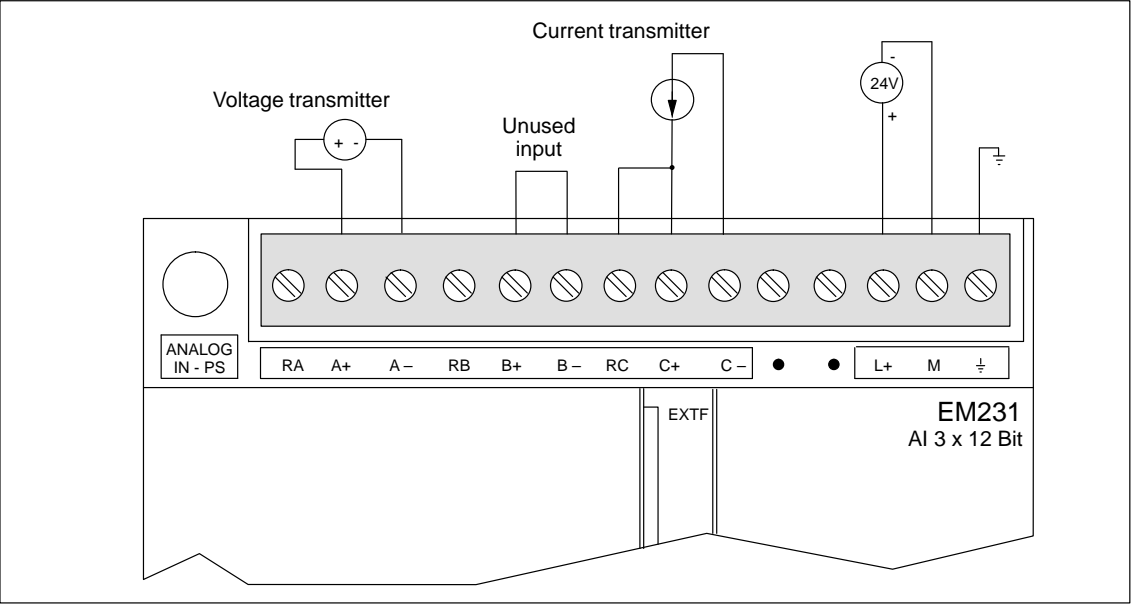 Current transmitter
Voltage transmitter
+ -
Unused
input
-
24V
+
ANALOG
IN - PS
RA A+ A – RB B+ B – RC C+ C – ● ● L+ M ⏚
EXTF
EM231
AI 3 x 12 Bit